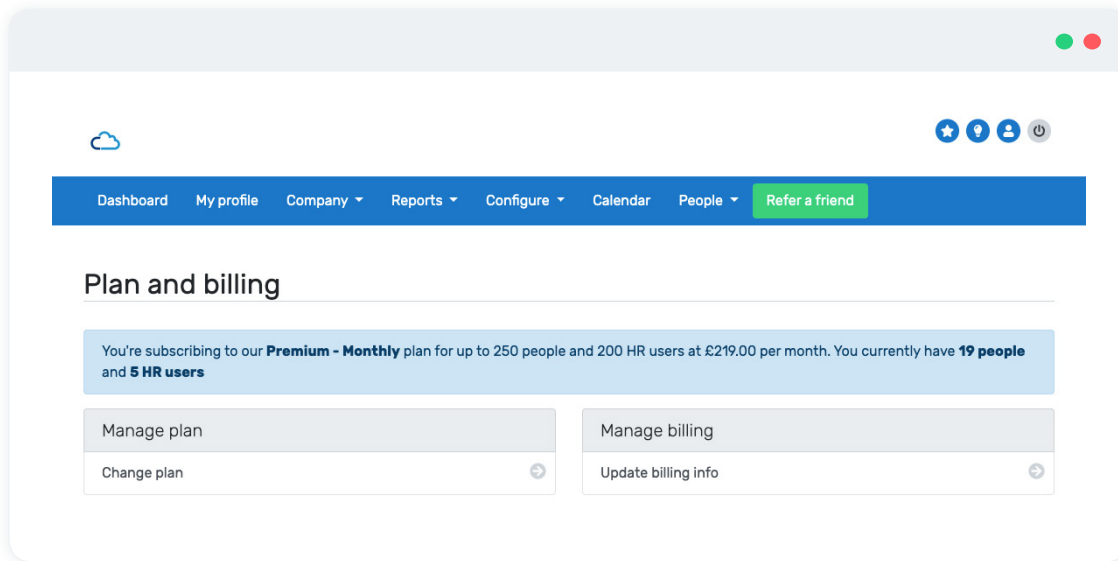 Dashboard My profile Company Reports Configure Calendar People Refer a friend
Plan and billing
You're subscribing to our Premium - Monthly plan for up to 250 people and 200 HR users at £219.00 per month. You currently have 19 people
and 5 HR users
Manage plan
Change plan
Manage billing
Update billing info